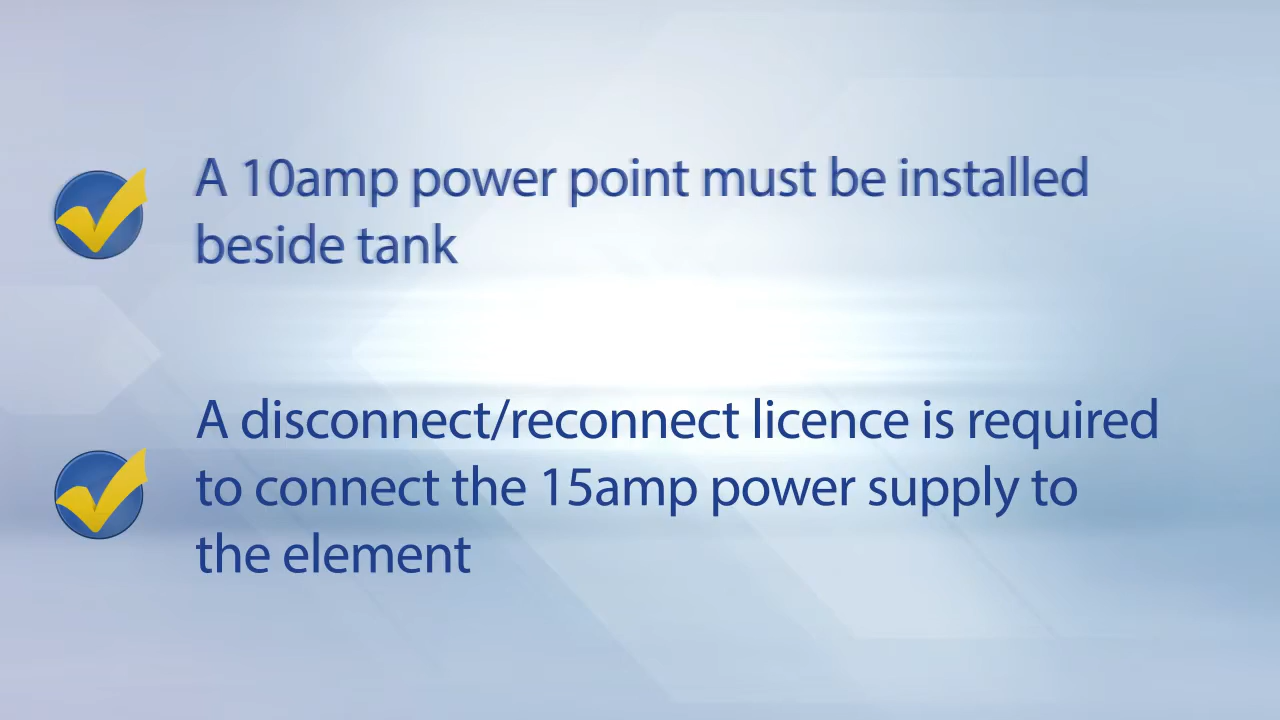 A 10amp power point must be installed
beside tank
A disconnect/reconnect licence is required
to connect the 15amp power supply to
the element